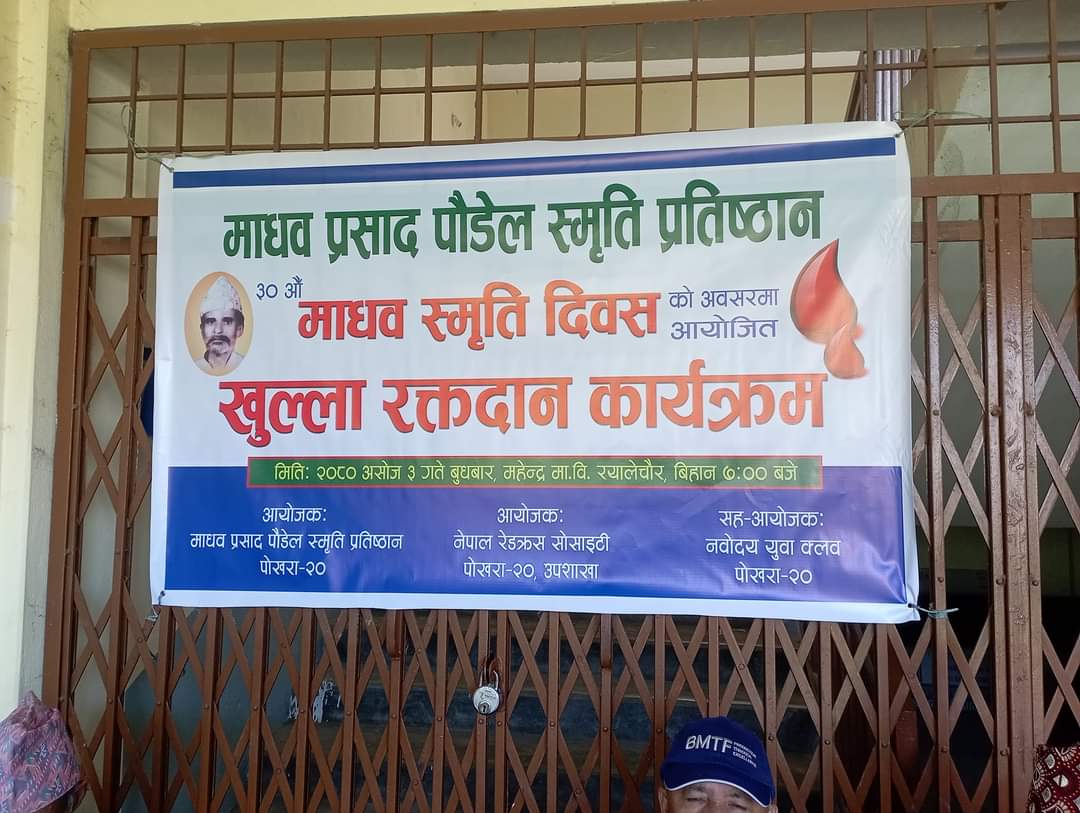 माधव प्रसाद पौडेल स्मृति प्रतिष्ठान
३० औं माधव स्मृति दिवस को अवसरमा
आयोजित
खुल्ला रक्तदान कार्यक्रम
मिति: २०८० असोज ३ गते बुधबार, महेन्द्र मा.वि. रयालेचौर, बिहान ७:०० बजे
आयोजक:
माधव प्रसाद पौडेल स्मृति प्रतिष्ठान
पोखरा-२०
आयोजक:
नेपाल रेडक्रस सोसाइटी
पोखरा-२०, उपशाखा
सह-आयोजक:
नवोदय युवा क्लव
पोखरा-२०
BMTF